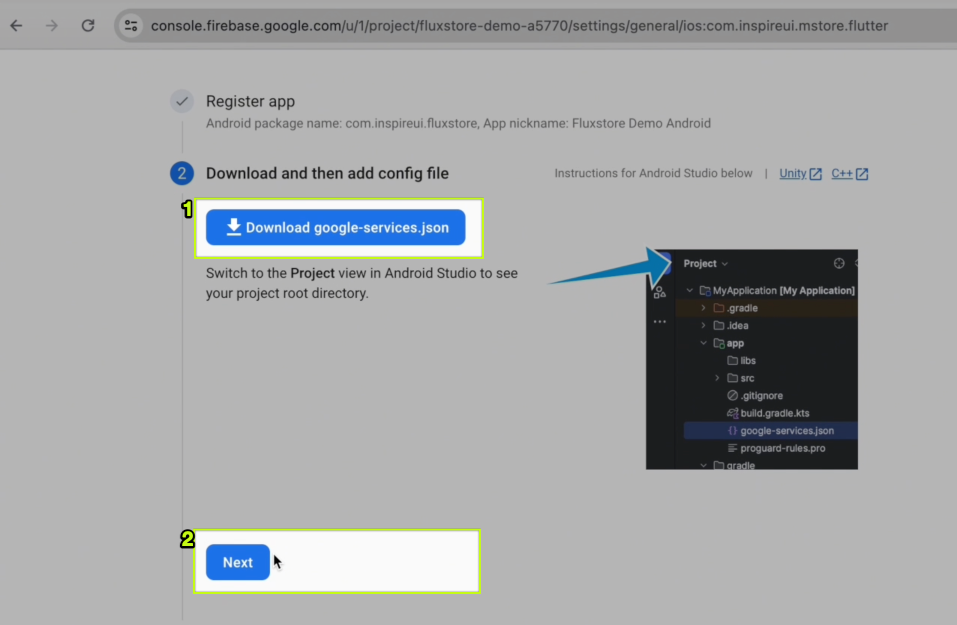 console.firebase.google.com/u/1/project/fluxstore-demo-a5770/settings/general/ios:com.inspireui.mstore.flutter
Register app
Android package name: com.inspireui.fluxstore, App nickname: Fluxstore Demo Android
2 Download and then add config file
Instructions for Android Studio below | Unity C++
1
Download google-services.json
Switch to the Project view in Android Studio to see
your project root directory.
Project
MyApplication [My Application]
.gradle
.idea
app
libs
src
.gitignore
build.gradle.kts
{} google-services.json
proguard-rules.pro
gradle
2
Next